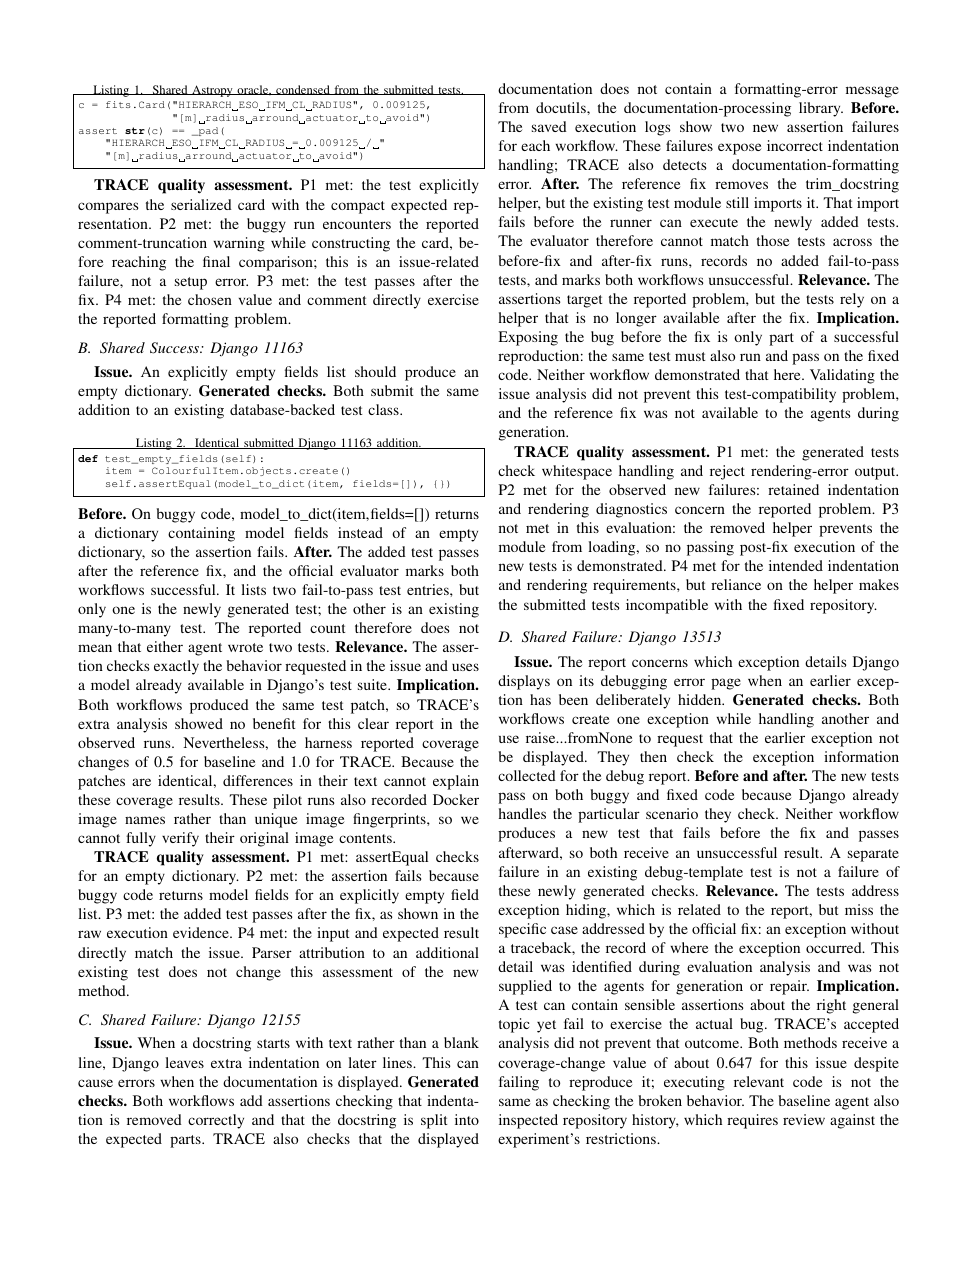 Listing 1. Shared Astropy oracle, condensed from the submitted tests.
c = fits.Card("HIERARCH␣ESO␣IFM␣CL␣RADIUS", 0.009125,
"[m]␣radius␣arround␣actuator␣to␣avoid")
assert str(c) == _pad(
"HIERARCH␣ESO␣IFM␣CL␣RADIUS␣=␣0.009125␣/␣"
"[m]␣radius␣arround␣actuator␣to␣avoid")
TRACE quality assessment. P1 met: the test explicitly
compares the serialized card with the compact expected rep-
resentation. P2 met: the buggy run encounters the reported
comment-truncation warning while constructing the card, be-
fore reaching the final comparison; this is an issue-related
failure, not a setup error. P3 met: the test passes after the
fix. P4 met: the chosen value and comment directly exercise
the reported formatting problem.
B. Shared Success: Django 11163
Issue. An explicitly empty fields list should produce an
empty dictionary. Generated checks. Both submit the same
addition to an existing database-backed test class.
Listing 2. Identical submitted Django 11163 addition.
def test_empty_fields(self):
item = ColourfulItem.objects.create()
self.assertEqual(model_to_dict(item, fields=[]), {})
Before. On buggy code, model_to_dict(item,fields=[]) returns
a dictionary containing model fields instead of an empty
dictionary, so the assertion fails. After. The added test passes
after the reference fix, and the official evaluator marks both
workflows successful. It lists two fail-to-pass test entries, but
only one is the newly generated test; the other is an existing
many-to-many test. The reported count therefore does not
mean that either agent wrote two tests. Relevance. The asser-
tion checks exactly the behavior requested in the issue and uses
a model already available in Django's test suite. Implication.
Both workflows produced the same test patch, so TRACE's
extra analysis showed no benefit for this clear report in the
observed runs. Nevertheless, the harness reported coverage
changes of 0.5 for baseline and 1.0 for TRACE. Because the
patches are identical, differences in their text cannot explain
these coverage results. These pilot runs also recorded Docker
image names rather than unique image fingerprints, so we
cannot fully verify their original image contents.
TRACE quality assessment. P1 met: assertEqual checks
for an empty dictionary. P2 met: the assertion fails because
buggy code returns model fields for an explicitly empty field
list. P3 met: the added test passes after the fix, as shown in the
raw execution evidence. P4 met: the input and expected result
directly match the issue. Parser attribution to an additional
existing test does not change this assessment of the new
method.
C. Shared Failure: Django 12155
Issue. When a docstring starts with text rather than a blank
line, Django leaves extra indentation on later lines. This can
cause errors when the documentation is displayed. Generated
checks. Both workflows add assertions checking that indenta-
tion is removed correctly and that the docstring is split into
the expected parts. TRACE also checks that the displayed
documentation does not contain a formatting-error message
from docutils, the documentation-processing library. Before.
The saved execution logs show two new assertion failures
for each workflow. These failures expose incorrect indentation
handling; TRACE also detects a documentation-formatting
error. After. The reference fix removes the trim_docstring
helper, but the existing test module still imports it. That import
fails before the runner can execute the newly added tests.
The evaluator therefore cannot match those tests across the
before-fix and after-fix runs, records no added fail-to-pass
tests, and marks both workflows unsuccessful. Relevance. The
assertions target the reported problem, but the tests rely on a
helper that is no longer available after the fix. Implication.
Exposing the bug before the fix is only part of a successful
reproduction: the same test must also run and pass on the fixed
code. Neither workflow demonstrated that here. Validating the
issue analysis did not prevent this test-compatibility problem,
and the reference fix was not available to the agents during
generation.
TRACE quality assessment. P1 met: the generated tests
check whitespace handling and reject rendering-error output.
P2 met for the observed new failures: retained indentation
and rendering diagnostics concern the reported problem. P3
not met in this evaluation: the removed helper prevents the
module from loading, so no passing post-fix execution of the
new tests is demonstrated. P4 met for the intended indentation
and rendering requirements, but reliance on the helper makes
the submitted tests incompatible with the fixed repository.
D. Shared Failure: Django 13513
Issue. The report concerns which exception details Django
displays on its debugging error page when an earlier excep-
tion has been deliberately hidden. Generated checks. Both
workflows create one exception while handling another and
use raise...fromNone to request that the earlier exception not
be displayed. They then check the exception information
collected for the debug report. Before and after. The new tests
pass on both buggy and fixed code because Django already
handles the particular scenario they check. Neither workflow
produces a new test that fails before the fix and passes
afterward, so both receive an unsuccessful result. A separate
failure in an existing debug-template test is not a failure of
these newly generated checks. Relevance. The tests address
exception hiding, which is related to the report, but miss the
specific case addressed by the official fix: an exception without
a traceback, the record of where the exception occurred. This
detail was identified during evaluation analysis and was not
supplied to the agents for generation or repair. Implication.
A test can contain sensible assertions about the right general
topic yet fail to exercise the actual bug. TRACE's accepted
analysis did not prevent that outcome. Both methods receive a
coverage-change value of about 0.647 for this issue despite
failing to reproduce it; executing relevant code is not the
same as checking the broken behavior. The baseline agent also
inspected repository history, which requires review against the
experiment's restrictions.